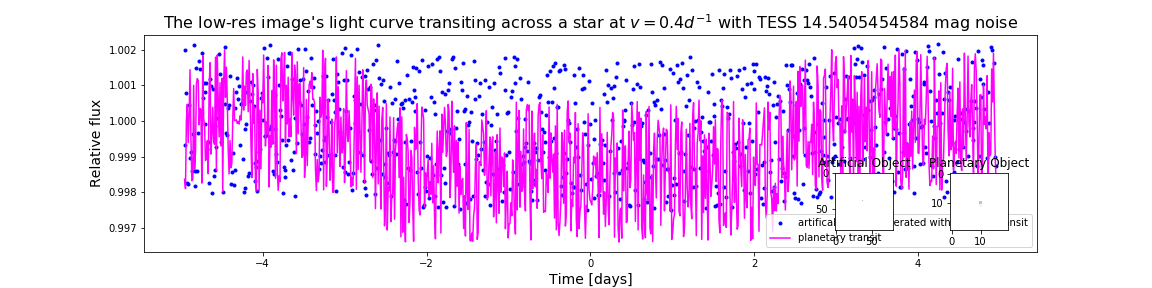 The low-res image's light curve transiting across a star at v = 0.4d⁻¹ with TESS 14.5405454584 mag noise
Relative flux
1.002
1.001
1.000
0.999
0.998
0.997
−4
−2
0
2
4
Time [days]
Artificial Object
0
50
0
50
Planetary Object
0
10
0
10
with
planetary transit